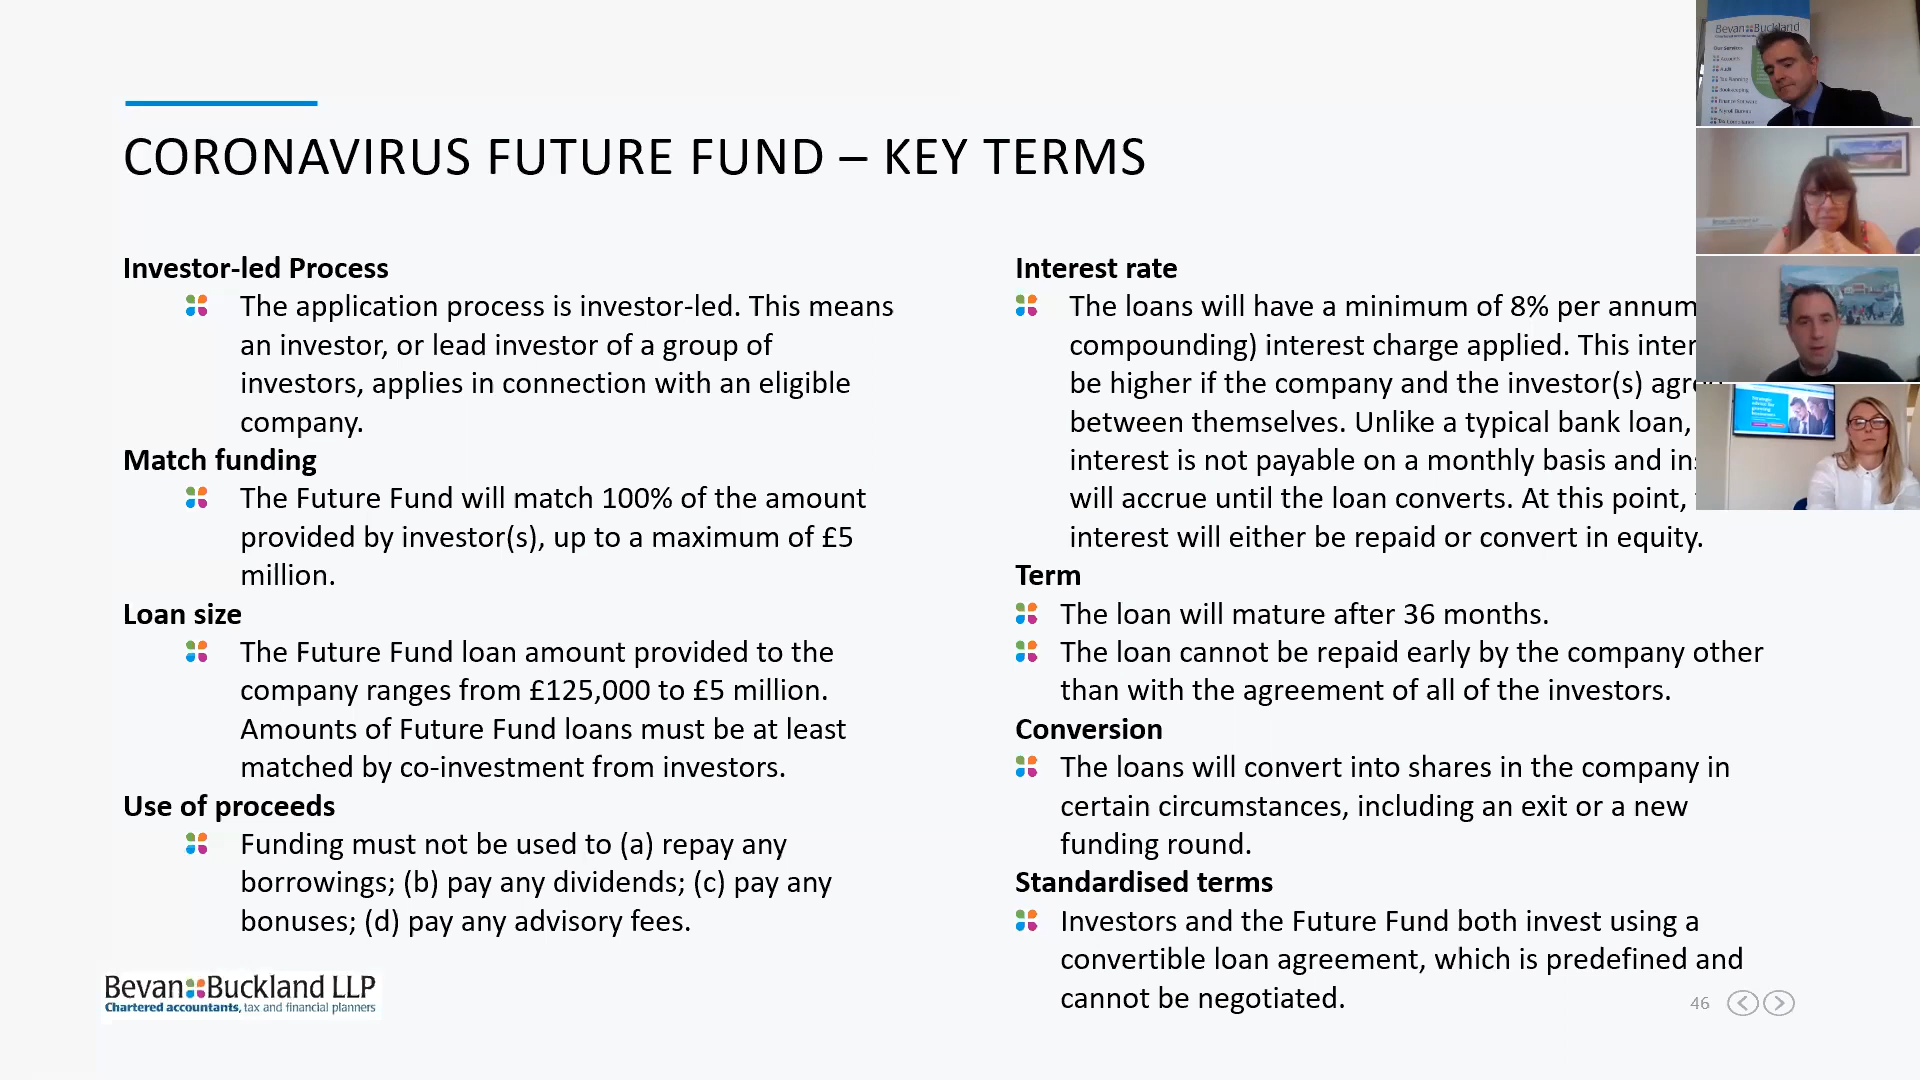 CORONAVIRUS FUTURE FUND – KEY TERMS
Investor-led Process
The application process is investor-led. This means
an investor, or lead investor of a group of
investors, applies in connection with an eligible
company.
Match funding
The Future Fund will match 100% of the amount
provided by investor(s), up to a maximum of £5
million.
Loan size
The Future Fund loan amount provided to the
company ranges from £125,000 to £5 million.
Amounts of Future Fund loans must be at least
matched by co-investment from investors.
Use of proceeds
Funding must not be used to (a) repay any
borrowings; (b) pay any dividends; (c) pay any
bonuses; (d) pay any advisory fees.
Interest rate
The loans will have a minimum of 8% per annum
compounding) interest charge applied. This
be higher if the company and the investor(s)
between themselves. Unlike a typical bank loan,
interest is not payable on a monthly basis and
will accrue until the loan converts. At this point,
interest will either be repaid or convert in equity.
Term
The loan will mature after 36 months.
The loan cannot be repaid early by the company other
than with the agreement of all of the investors.
Conversion
The loans will convert into shares in the company in
certain circumstances, including an exit or a new
funding round.
Standardised terms
Investors and the Future Fund both invest using a
convertible loan agreement, which is predefined and
cannot be negotiated.
Bevan Buckland LLP
Chartered accountants, tax and financial planners
46
Bevan Buckland
Our Services
Audit
Tax Planning
Bookkeeping
Payroll Bureau